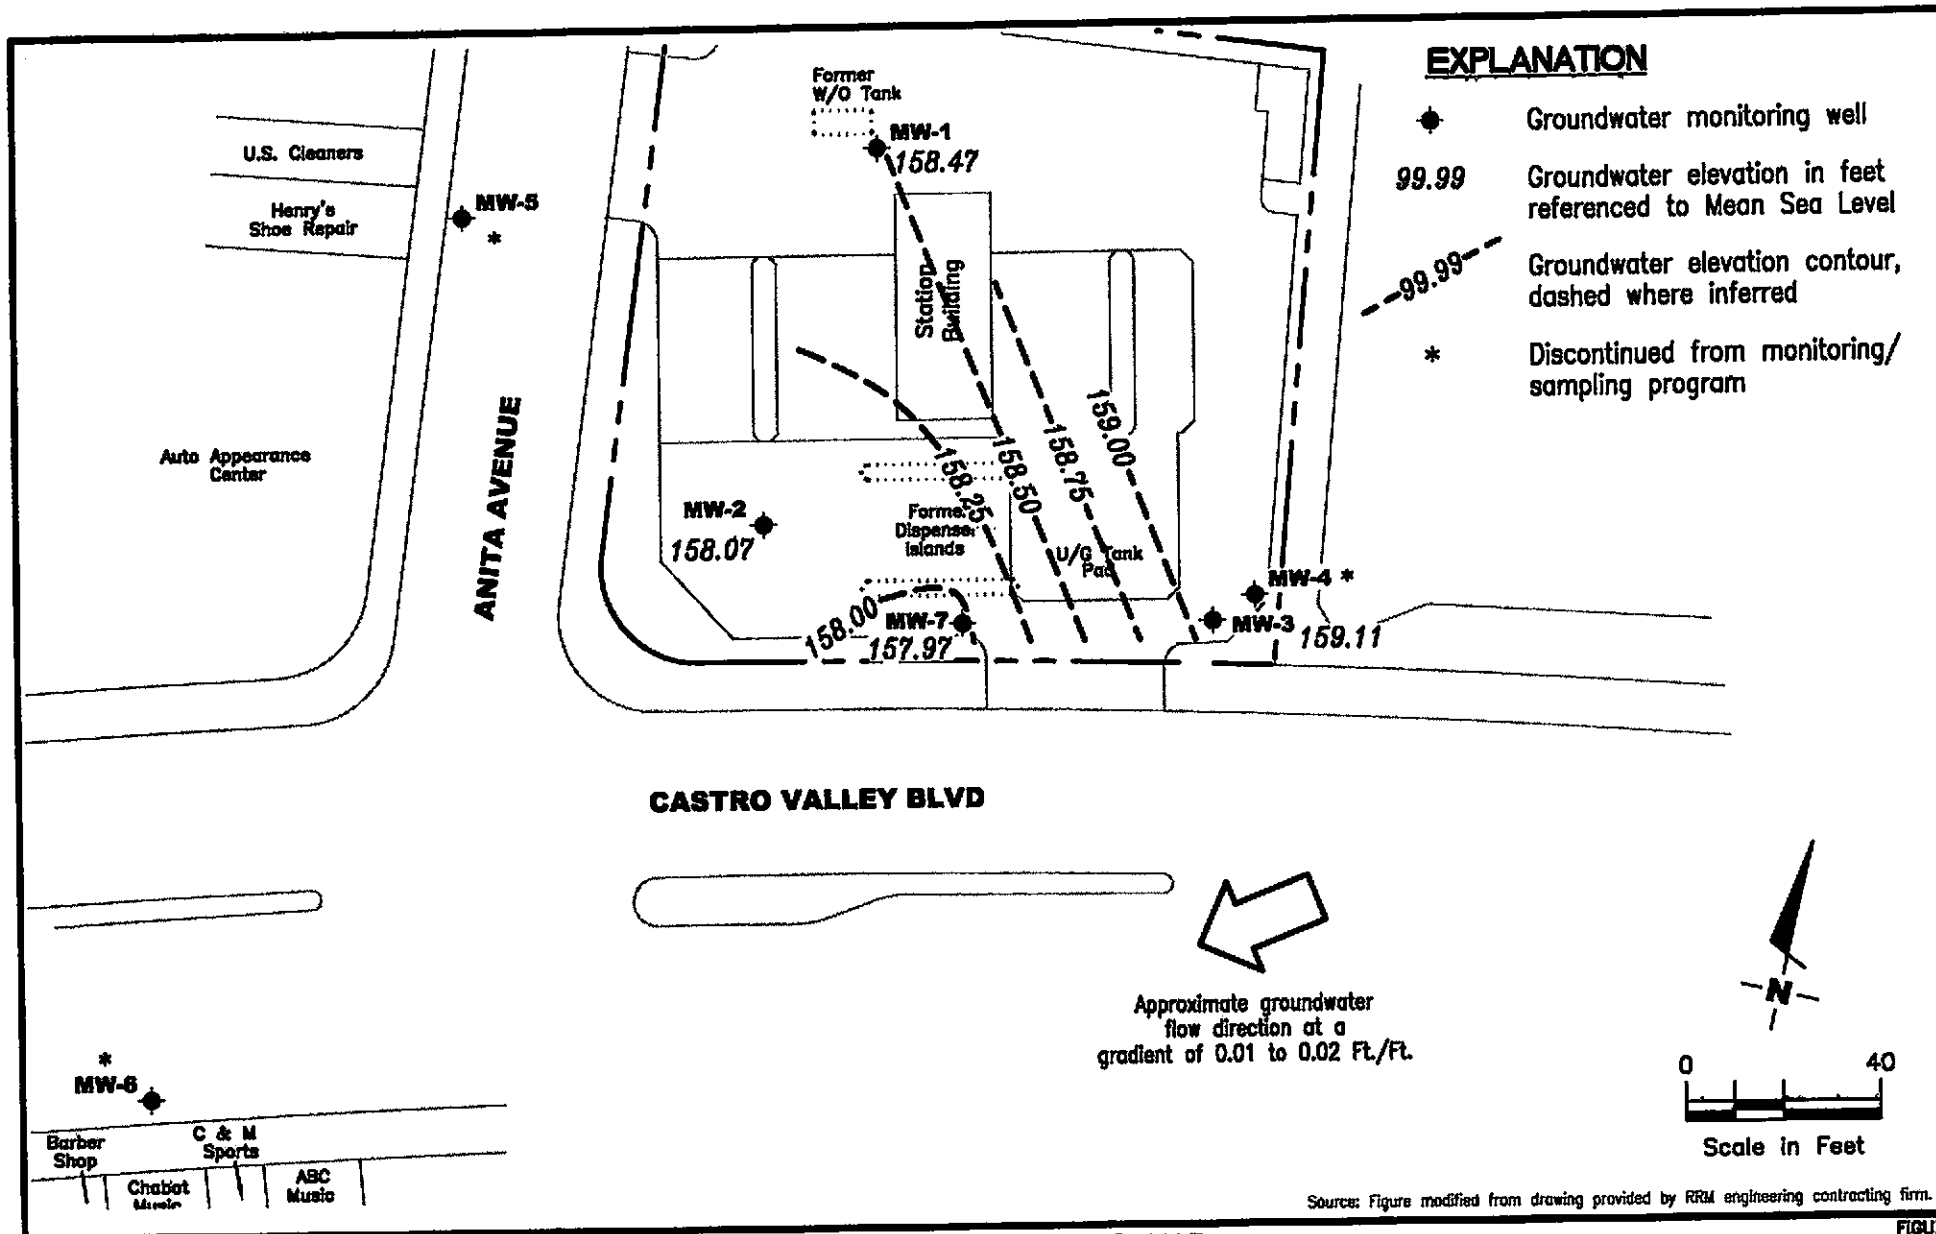 EXPLANATION
Groundwater monitoring well
99.99
Groundwater elevation in feet
referenced to Mean Sea Level
99.99
Groundwater elevation contour,
dashed where inferred
*
Discontinued from monitoring/
sampling program
Former
W/O Tank
MW-1
158.47
U.S. Cleaners
Henry's
Shoe Repair
MW-5
*
Station
Building
Auto Appearance
Center
ANITA AVENUE
159.00
158.75
158.50
158.25
MW-2
158.07
Former
Dispenser
Islands
U/G Tank
Pad
MW-4 *
MW-3
159.11
158.00
MW-7
157.97
CASTRO VALLEY BLVD
Approximate groundwater
flow direction at a
gradient of 0.01 to 0.02 Ft./Ft.
N
0 40
Scale in Feet
*
MW-6
Barber
Shop
C & M
Sports
Chabot
Music
ABC
Music
Source: Figure modified from drawing provided by RRM engineering contracting firm.